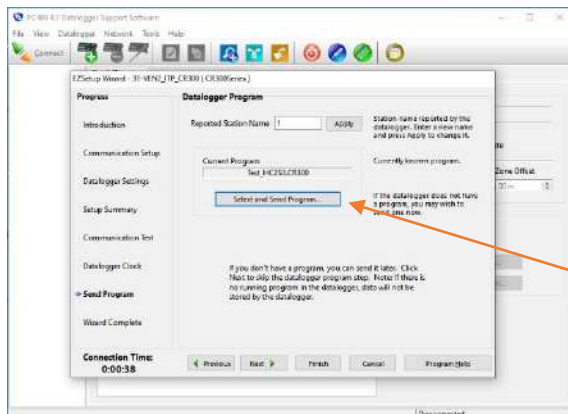 PC400 4.7 Datalogger Support Software
File View Datalogger Network Tools Help
Connect
EZSetup Wizard - 31-VEN2_ITP_CR300 ( CR300Series )
Progress
Datalogger Program
Introduction
Reported Station Name 1 Apply
Station name reported by the
datalogger. Enter a new name
and press Apply to change it.
Communication Setup
Current Program
Currently known program.
Test_HC2S3.CR300
Zone Offset
Datalogger Settings
Select and Send Program...
If the datalogger does not have
a program, you may wish to
send one now.
Setup Summary
Communication Test
Datalogger Clock
If you don't have a program, you can send it later. Click
Next to skip the datalogger program step. Note: If there is
no running program in the datalogger, data will not be
stored by the datalogger.
Send Program
Wizard Complete
Connection Time:
0:00:38
Previous Next Finish Cancel Program Help